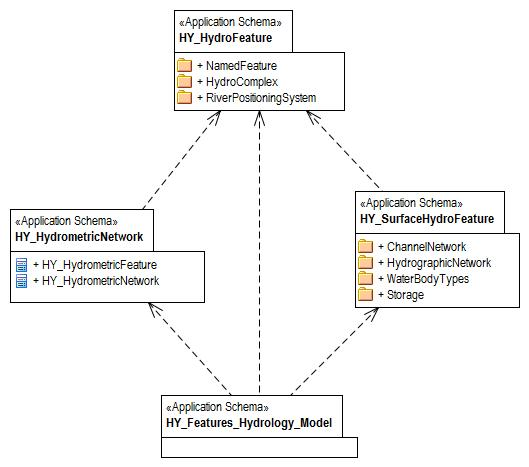 «Application Schema»
HY_HydroFeature
+ NamedFeature
+ HydroComplex
+ RiverPositioningSystem
«Application Schema»
HY_HydrometricNetwork
+ HY_HydrometricFeature
+ HY_HydrometricNetwork
«Application Schema»
HY_SurfaceHydroFeature
+ ChannelNetwork
+ HydrographicNetwork
+ WaterBodyTypes
+ Storage
«Application Schema»
HY_Features_Hydrology_Model